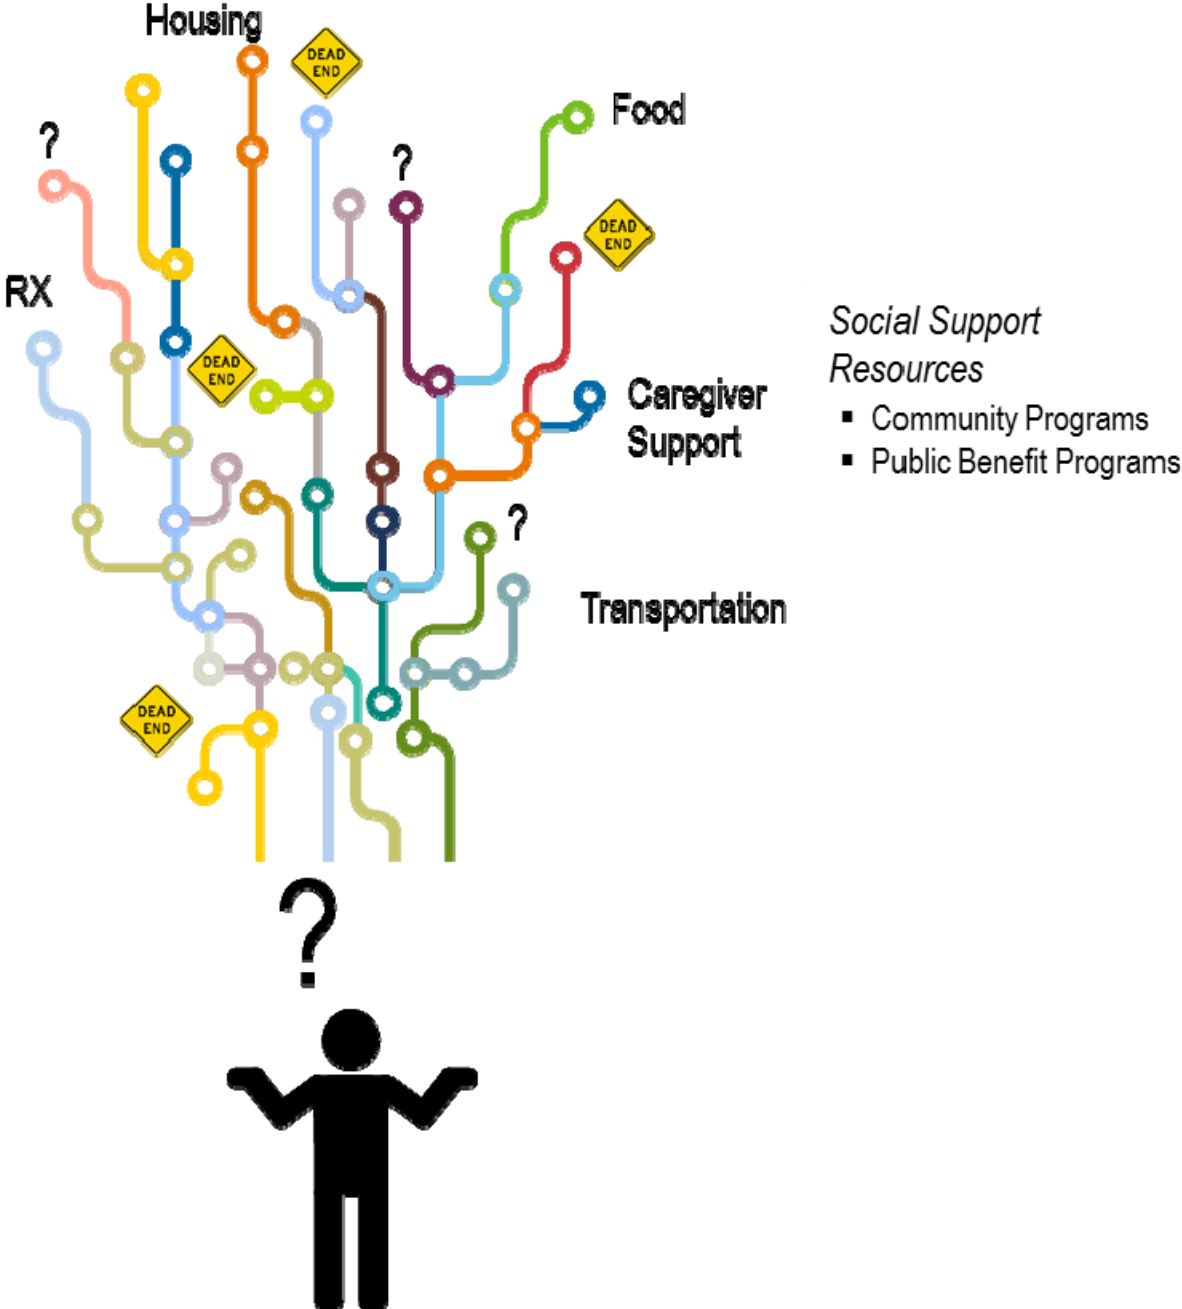 Housing
DEAD
END
Food
?
?
DEAD
END
RX
Social Support
Resources
▪ Community Programs
▪ Public Benefit Programs
DEAD
END
Caregiver
Support
?
Transportation
DEAD
END
?